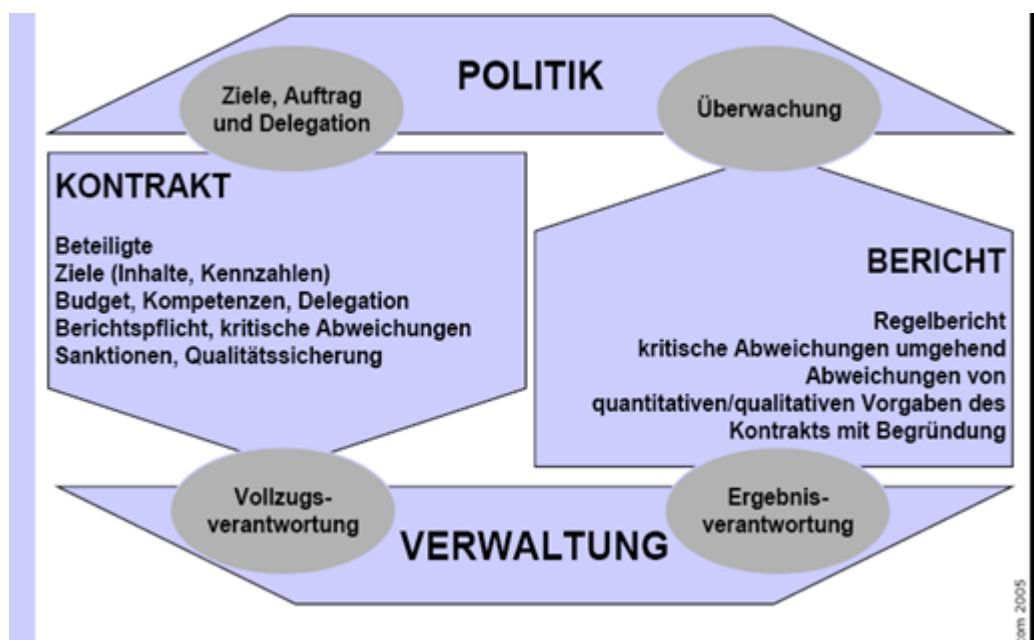 POLITIK
Ziele, Auftrag
und Delegation
Überwachung
KONTRAKT
Beteiligte
Ziele (Inhalte, Kennzahlen)
Budget, Kompetenzen, Delegation
Berichtspflicht, kritische Abweichungen
Sanktionen, Qualitätssicherung
BERICHT
Regelbericht
kritische Abweichungen umgehend
Abweichungen von
quantitativen/qualitativen Vorgaben des
Kontrakts mit Begründung
Vollzugs-
verantwortung
Ergebnis-
verantwortung
VERWALTUNG
2005